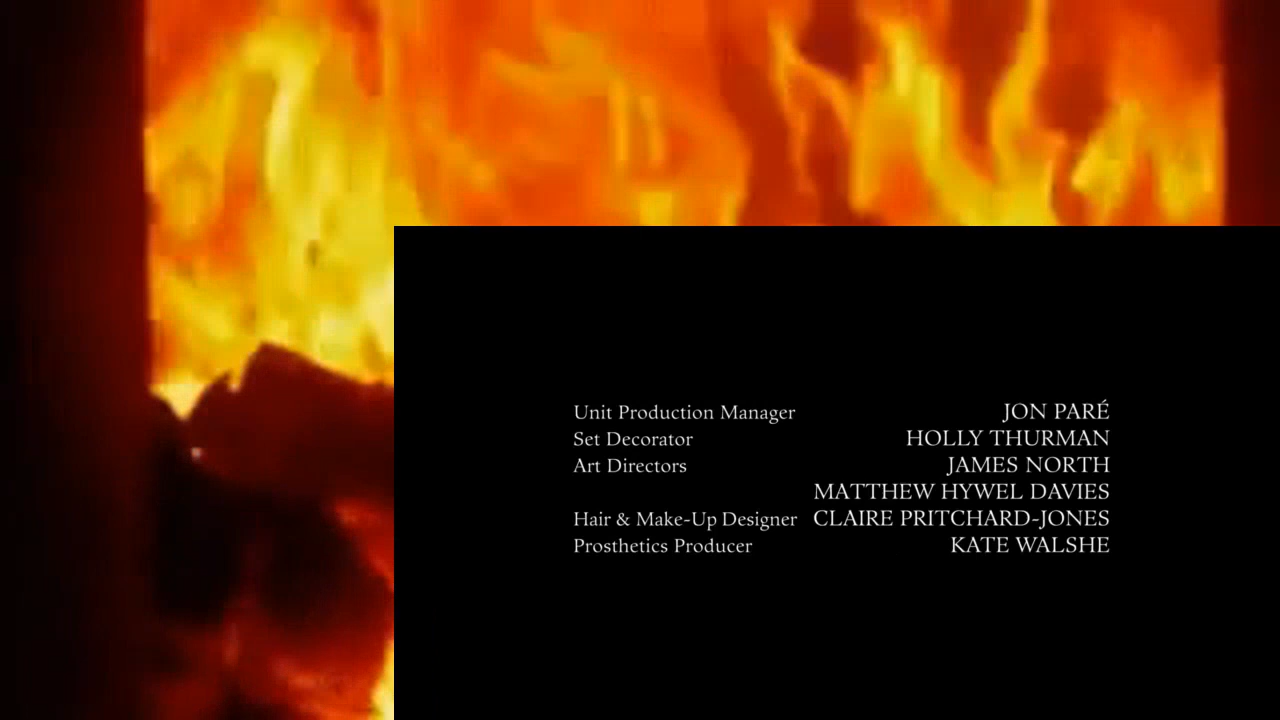 Unit Production Manager JON PARÉ
Set Decorator HOLLY THURMAN
Art Directors JAMES NORTH
MATTHEW HYWEL DAVIES
Hair & Make-Up Designer CLAIRE PRITCHARD-JONES
Prosthetics Producer KATE WALSHE